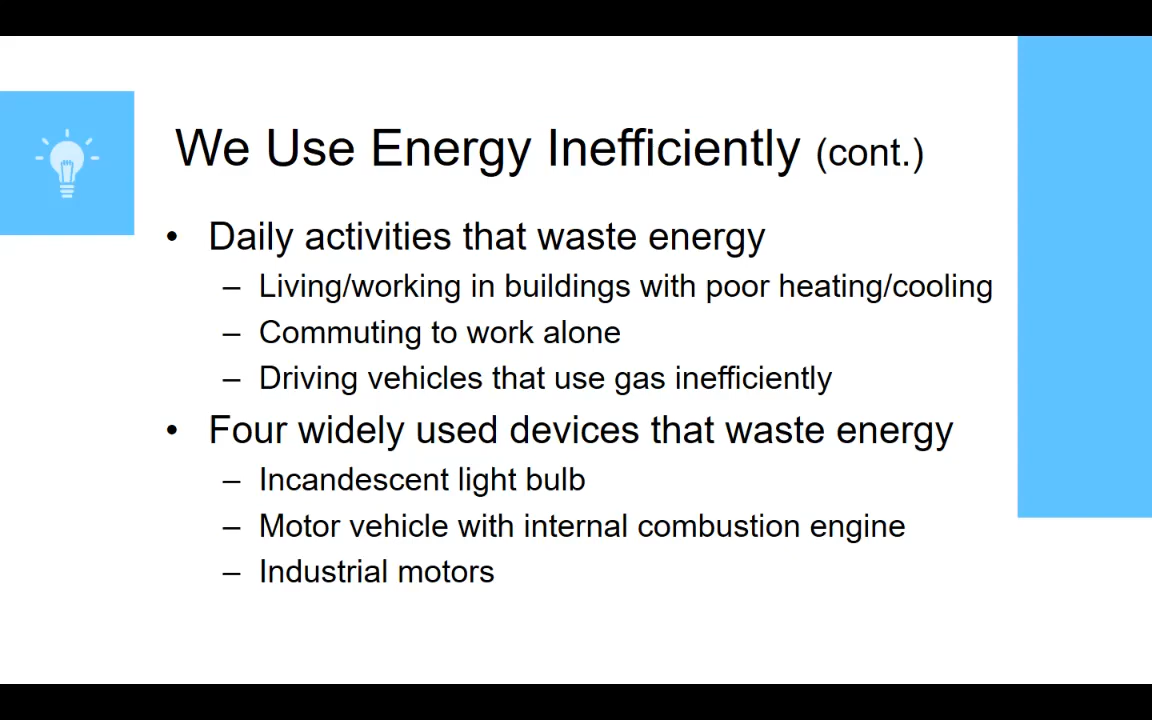 We Use Energy Inefficiently (cont.)
• Daily activities that waste energy
– Living/working in buildings with poor heating/cooling
– Commuting to work alone
– Driving vehicles that use gas inefficiently
• Four widely used devices that waste energy
– Incandescent light bulb
– Motor vehicle with internal combustion engine
– Industrial motors